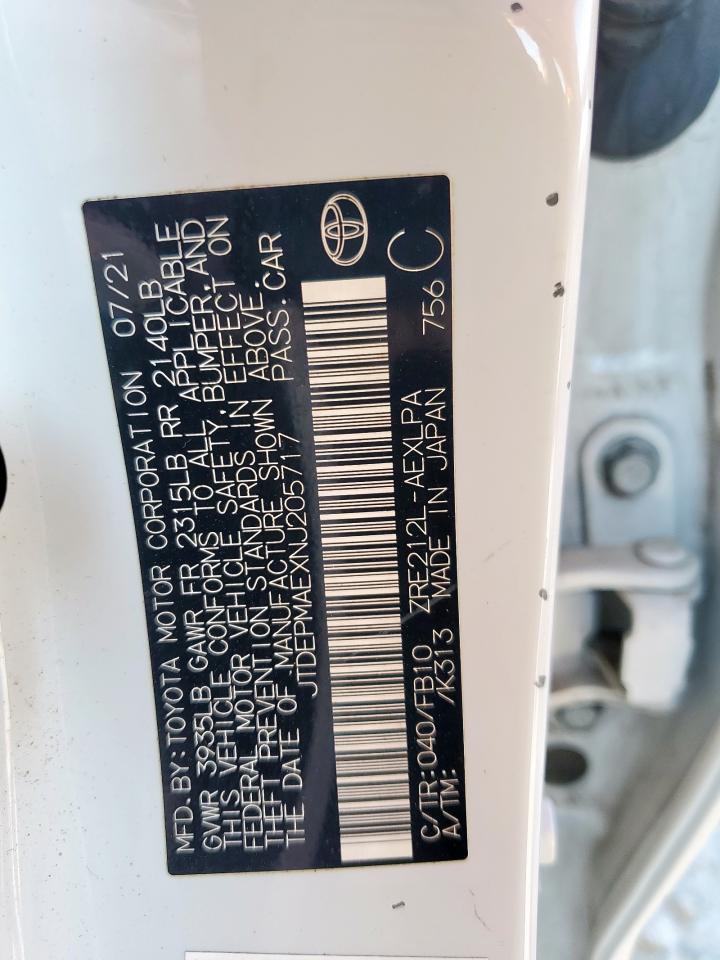 MFD.BY:TOYOTA MOTOR CORPORATION 07/21
GVWR 3935LB GAWR FR 2315LB RR 2140LB
THIS VEHICLE CONFORMS TO ALL APPLICABLE
FEDERAL MOTOR VEHICLE SAFETY,BUMPER,AND
THEFT PREVENTION STANDARDS IN EFFECT ON
THE DATE OF MANUFACTURE SHOWN ABOVE.
JTDEPMAEXNJ205717 PASS.CAR
C/TR:040/FB10 ZRE212L-AEXLPA 756 C
A/TM: /K313 MADE IN JAPAN